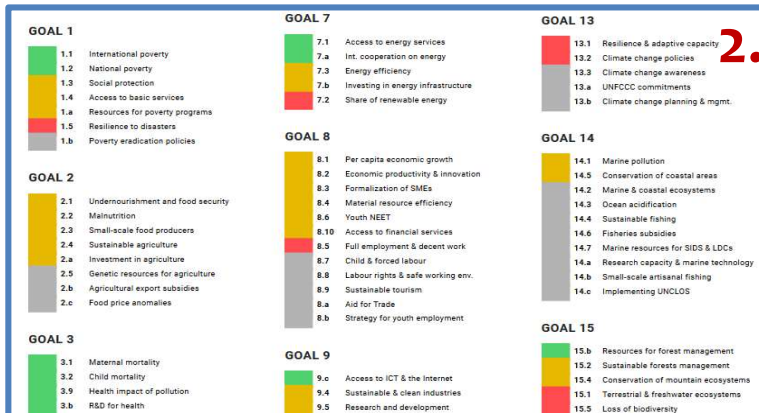 GOAL 1
1.1 International poverty
1.2 National poverty
1.3 Social protection
1.4 Access to basic services
1.a Resources for poverty programs
1.5 Resilience to disasters
1.b Poverty eradication policies
GOAL 2
2.1 Undernourishment and food security
2.2 Malnutrition
2.3 Small-scale food producers
2.4 Sustainable agriculture
2.a Investment in agriculture
2.5 Genetic resources for agriculture
2.b Agricultural export subsidies
2.c Food price anomalies
GOAL 3
3.1 Maternal mortality
3.2 Child mortality
3.9 Health impact of pollution
3.b R&D for health
GOAL 7
7.1 Access to energy services
7.a Int. cooperation on energy
7.3 Energy efficiency
7.b Investing in energy infrastructure
7.2 Share of renewable energy
GOAL 8
8.1 Per capita economic growth
8.2 Economic productivity & innovation
8.3 Formalization of SMEs
8.4 Material resource efficiency
8.6 Youth NEET
8.10 Access to financial services
8.5 Full employment & decent work
8.7 Child & forced labour
8.8 Labour rights & safe working env.
8.9 Sustainable tourism
8.a Aid for Trade
8.b Strategy for youth employment
GOAL 9
9.c Access to ICT & the Internet
9.4 Sustainable & clean industries
9.5 Research and development
GOAL 13
2.
13.1 Resilience & adaptive capacity
13.2 Climate change policies
13.3 Climate change awareness
13.a UNFCCC commitments
13.b Climate change planning & mgmt.
GOAL 14
14.1 Marine pollution
14.5 Conservation of coastal areas
14.2 Marine & coastal ecosystems
14.3 Ocean acidification
14.4 Sustainable fishing
14.6 Fisheries subsidies
14.7 Marine resources for SIDS & LDCs
14.a Research capacity & marine technology
14.b Small-scale artisanal fishing
14.c Implementing UNCLOS
GOAL 15
15.b Resources for forest management
15.2 Sustainable forests management
15.4 Conservation of mountain ecosystems
15.1 Terrestrial & freshwater ecosystems
15.5 Loss of biodiversity